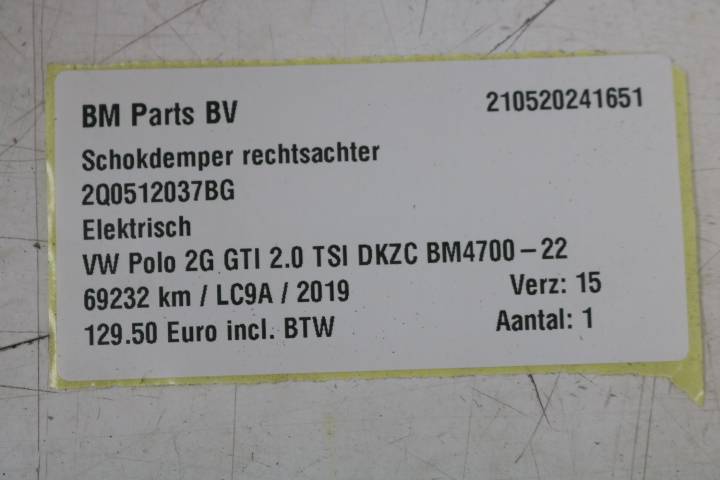 BM Parts BV 210520241651
Schokdemper rechtsachter
2Q0512037BG
Elektrisch
VW Polo 2G GTI 2.0 TSI DKZC BM4700-22
69232 km / LC9A / 2019 Verz: 15
129.50 Euro incl. BTW Aantal: 1